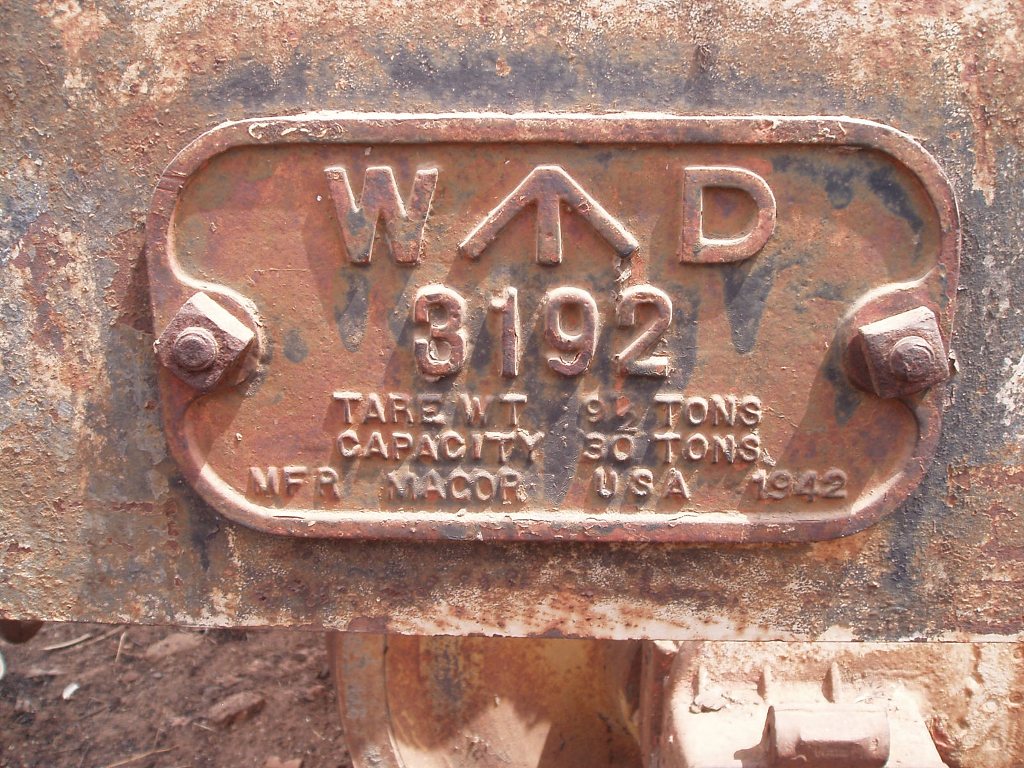 W ↑ D
3192
TARE WT 9½ TONS
CAPACITY 30 TONS
MFR MACOR USA 1942